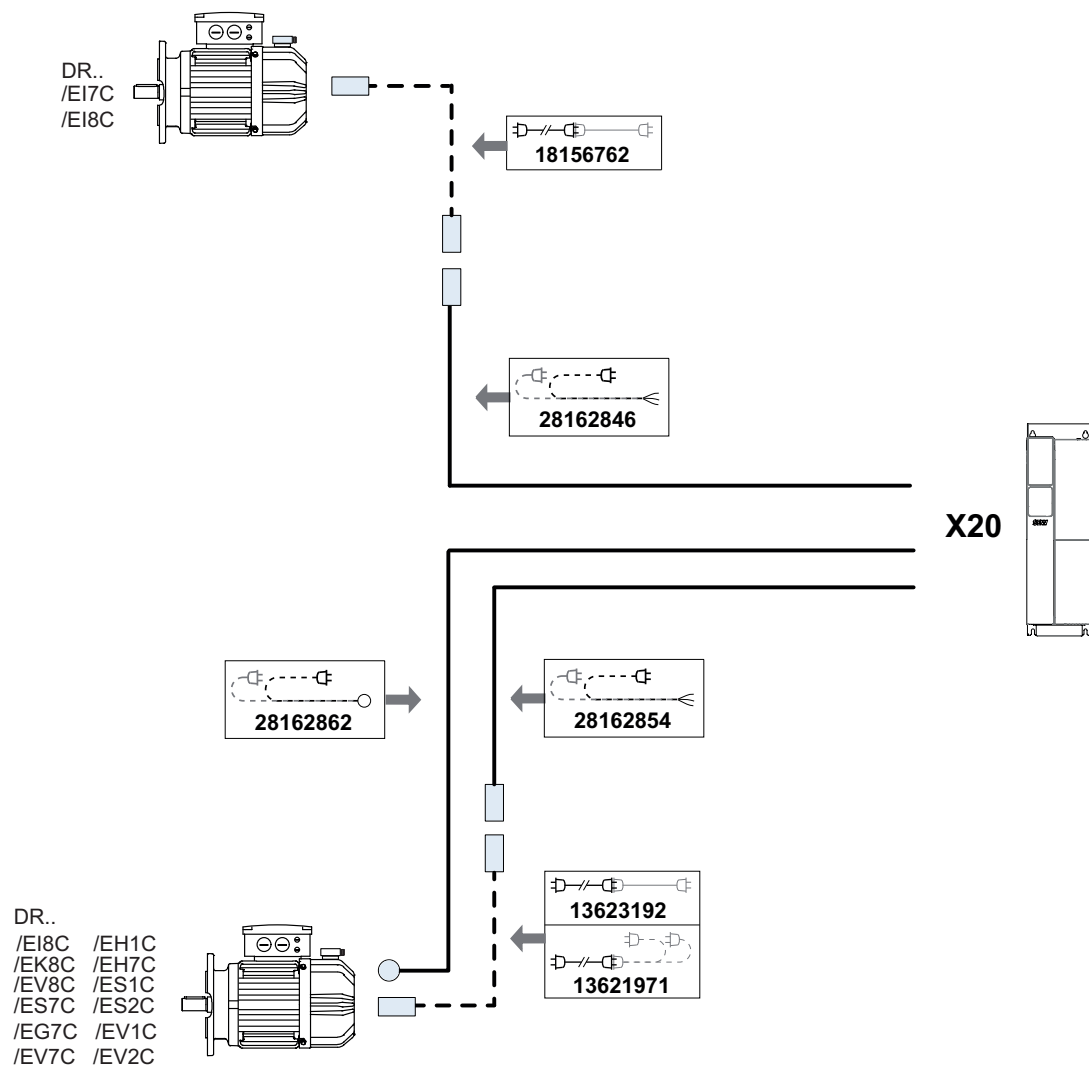 DR..
/EI7C
/EI8C
18156762
28162846
X20
28162862
28162854
13623192
13621971
DR..
/EI8C /EH1C
/EK8C /EH7C
/EV8C /ES1C
/ES7C /ES2C
/EG7C /EV1C
/EV7C /EV2C